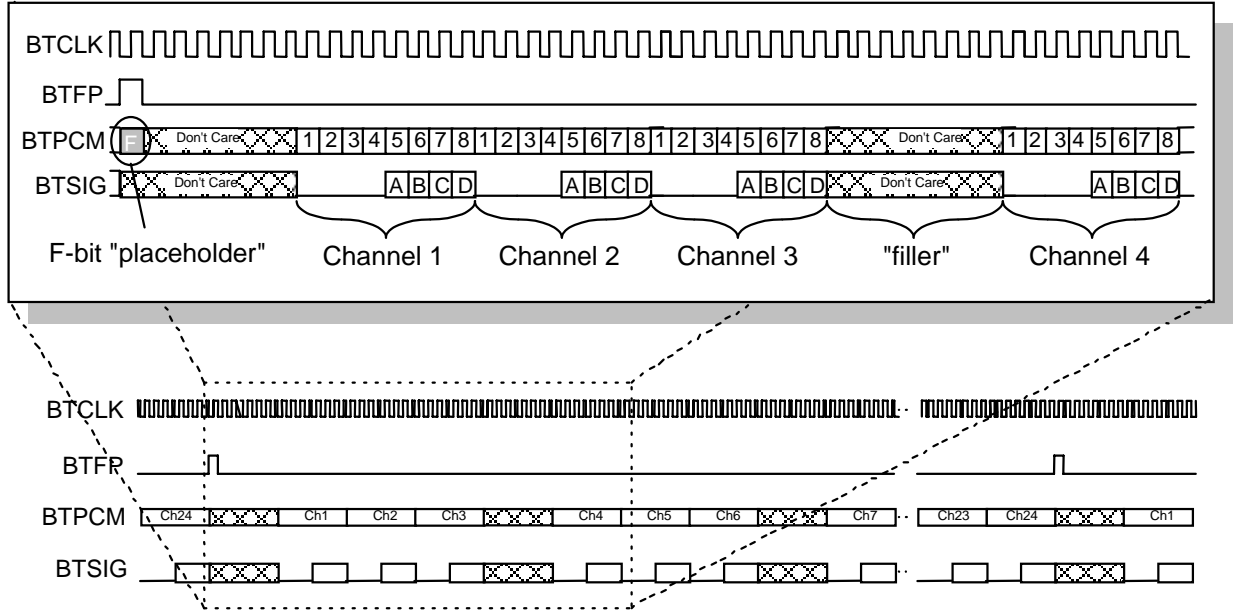 BTCLK
BTFP
BTPCM F Don't Care 1 2 3 4 5 6 7 8 1 2 3 4 5 6 7 8 1 2 3 4 5 6 7 8 Don't Care 1 2 3 4 5 6 7 8
BTSIG Don't Care A B C D A B C D A B C D Don't Care A B C D
F-bit "placeholder" Channel 1 Channel 2 Channel 3 "filler" Channel 4
BTCLK
BTFP
BTPCM Ch24 Ch1 Ch2 Ch3 Ch4 Ch5 Ch6 Ch7 Ch23 Ch24 Ch1
BTSIG